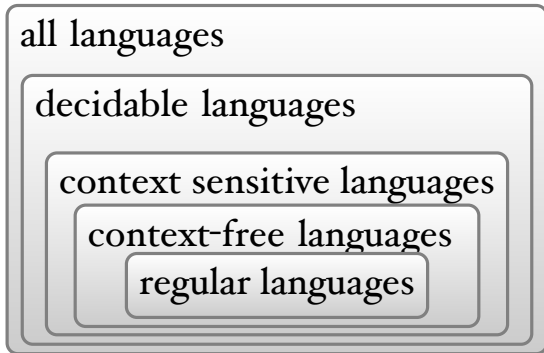 all languages
decidable languages
context sensitive languages
context-free languages
regular languages